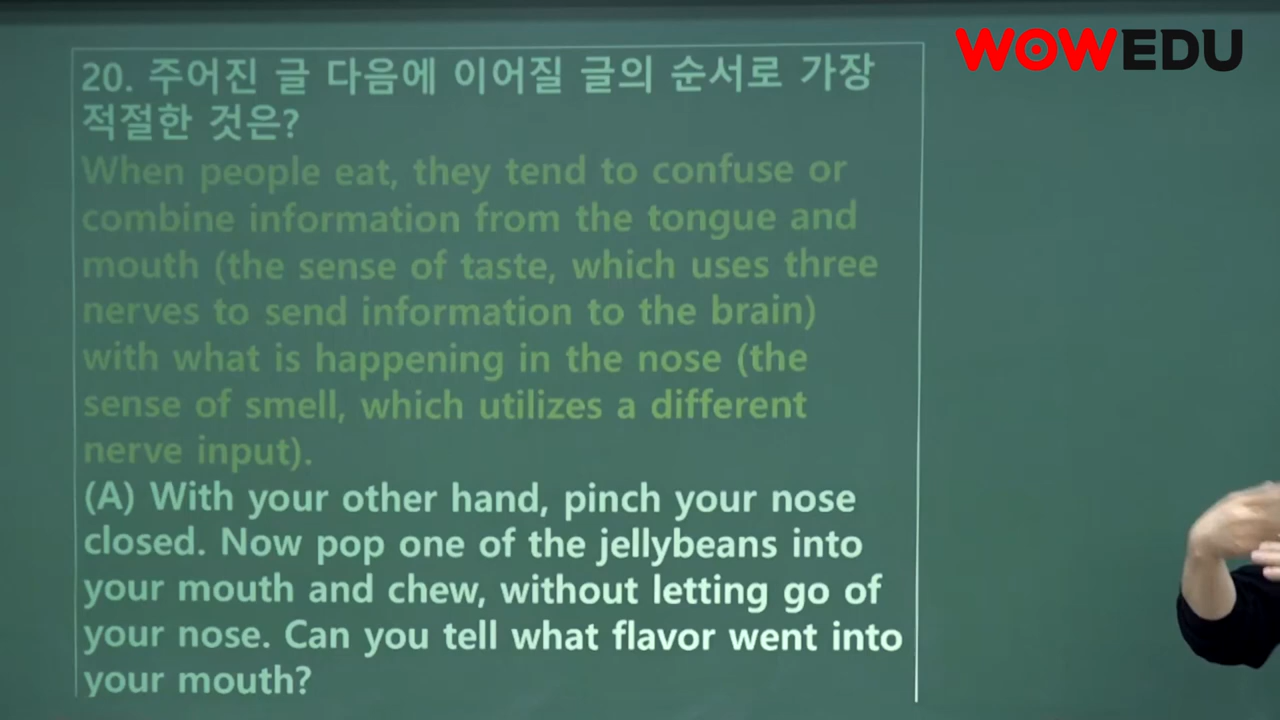 WOWEDU
20. 주어진 글 다음에 이어질 글의 순서로 가장
적절한 것은?
When people eat, they tend to confuse or
combine information from the tongue and
mouth (the sense of taste, which uses three
nerves to send information to the brain)
with what is happening in the nose (the
sense of smell, which utilizes a different
nerve input).
(A) With your other hand, pinch your nose
closed. Now pop one of the jellybeans into
your mouth and chew, without letting go of
your nose. Can you tell what flavor went into
your mouth?